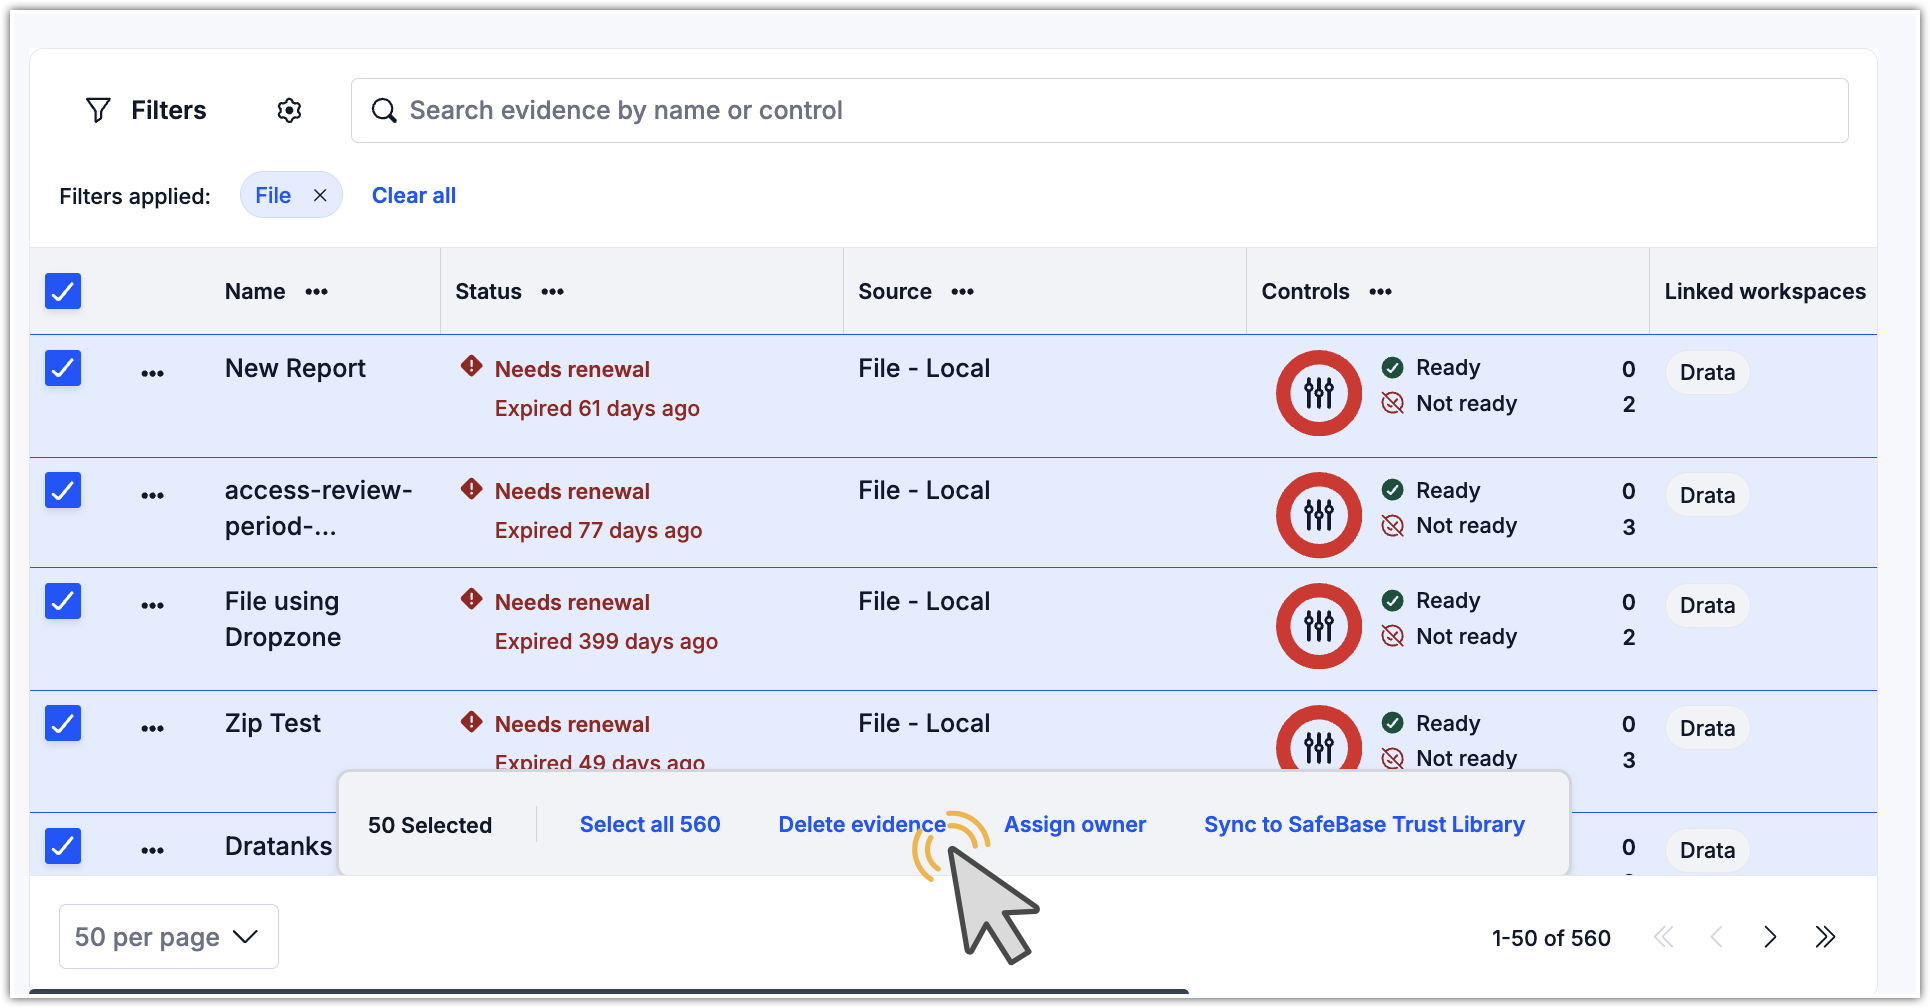 Filters
Search evidence by name or control
Filters applied: File Clear all
Name Status Source Controls Linked workspaces
New Report Needs renewal File - Local Ready 0 Drata
Expired 61 days ago Not ready 2
access-review- Needs renewal File - Local Ready 0 Drata
period-... Expired 77 days ago Not ready 3
File using Needs renewal File - Local Ready 0 Drata
Dropzone Expired 399 days ago Not ready 2
Zip Test Needs renewal File - Local Ready 0 Drata
Expired 49 days ago Not ready 3
50 Selected Select all 560 Delete evidence Assign owner Sync to SafeBase Trust Library
Dratanks 0 Drata
50 per page 1-50 of 560